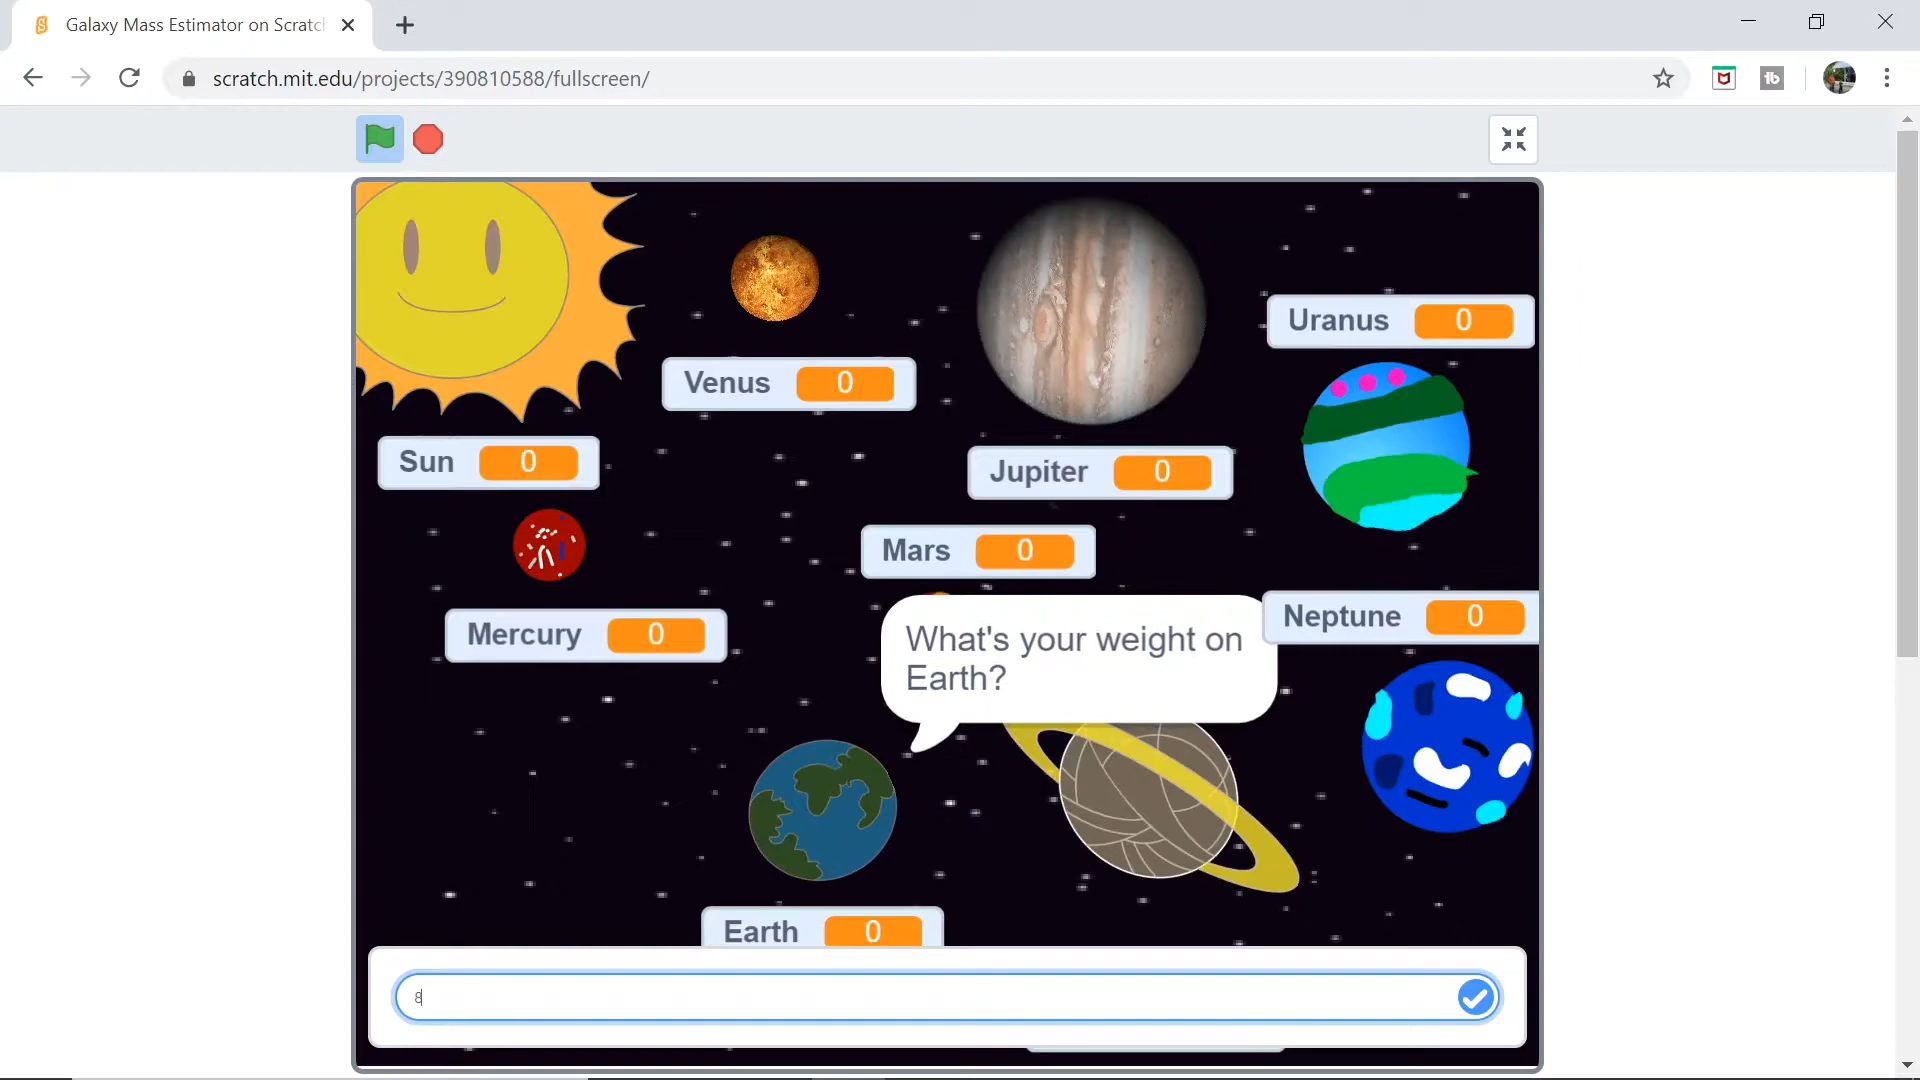 Galaxy Mass Estimator on Scratc
scratch.mit.edu/projects/390810588/fullscreen/
Uranus 0
Venus 0
Sun 0
Jupiter 0
Mars 0
Neptune 0
Mercury 0
What's your weight on
Earth?
Earth 0
8